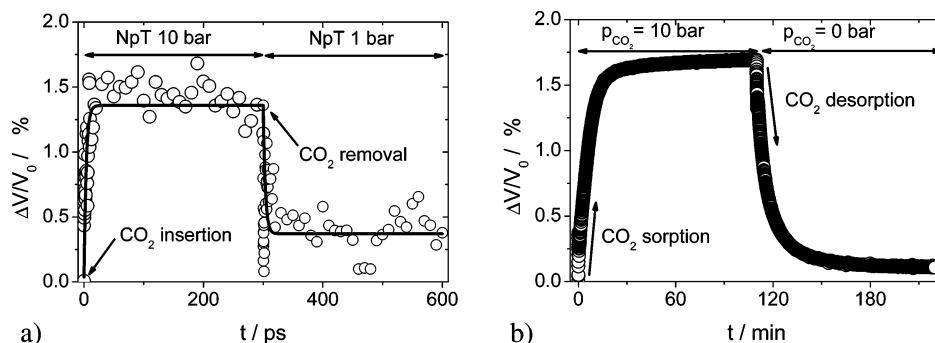 2.0
NpT 10 bar
NpT 1 bar
1.5
ΔV/V₀ / %
1.0
CO₂ removal
0.5
CO₂ insertion
0.0
0
200
400
600
a)
t / ps
2.0
p_CO₂ = 10 bar
p_CO₂ = 0 bar
1.5
CO₂ desorption
ΔV/V₀ / %
1.0
0.5
CO₂ sorption
0.0
0
60
120
180
b)
t / min